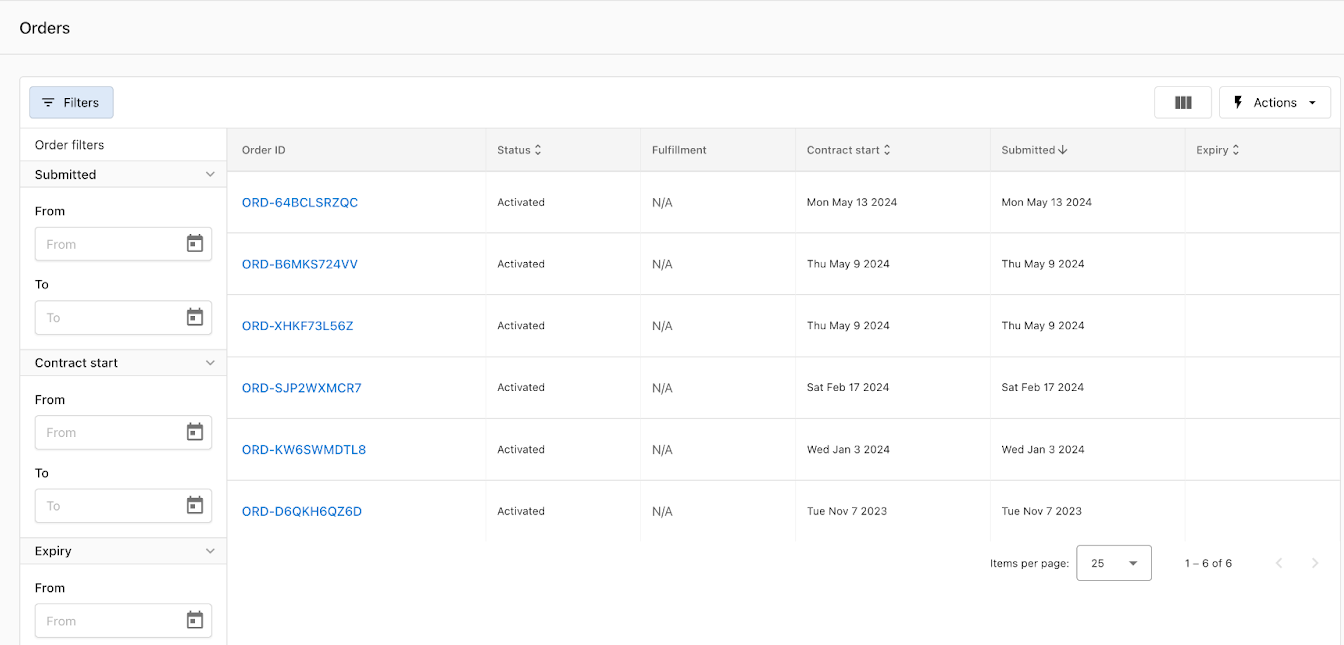 Orders
Filters
Actions
Order filters
Submitted
From
From
To
To
Contract start
From
From
To
To
Expiry
From
From
Order ID Status Fulfillment Contract start Submitted Expiry
ORD-64BCLSRZQC Activated N/A Mon May 13 2024 Mon May 13 2024
ORD-B6MKS724VV Activated N/A Thu May 9 2024 Thu May 9 2024
ORD-XHKF73L56Z Activated N/A Thu May 9 2024 Thu May 9 2024
ORD-SJP2WXMCR7 Activated N/A Sat Feb 17 2024 Sat Feb 17 2024
ORD-KW6SWMDTL8 Activated N/A Wed Jan 3 2024 Wed Jan 3 2024
ORD-D6QKH6QZ6D Activated N/A Tue Nov 7 2023 Tue Nov 7 2023
Items per page: 25 1 – 6 of 6